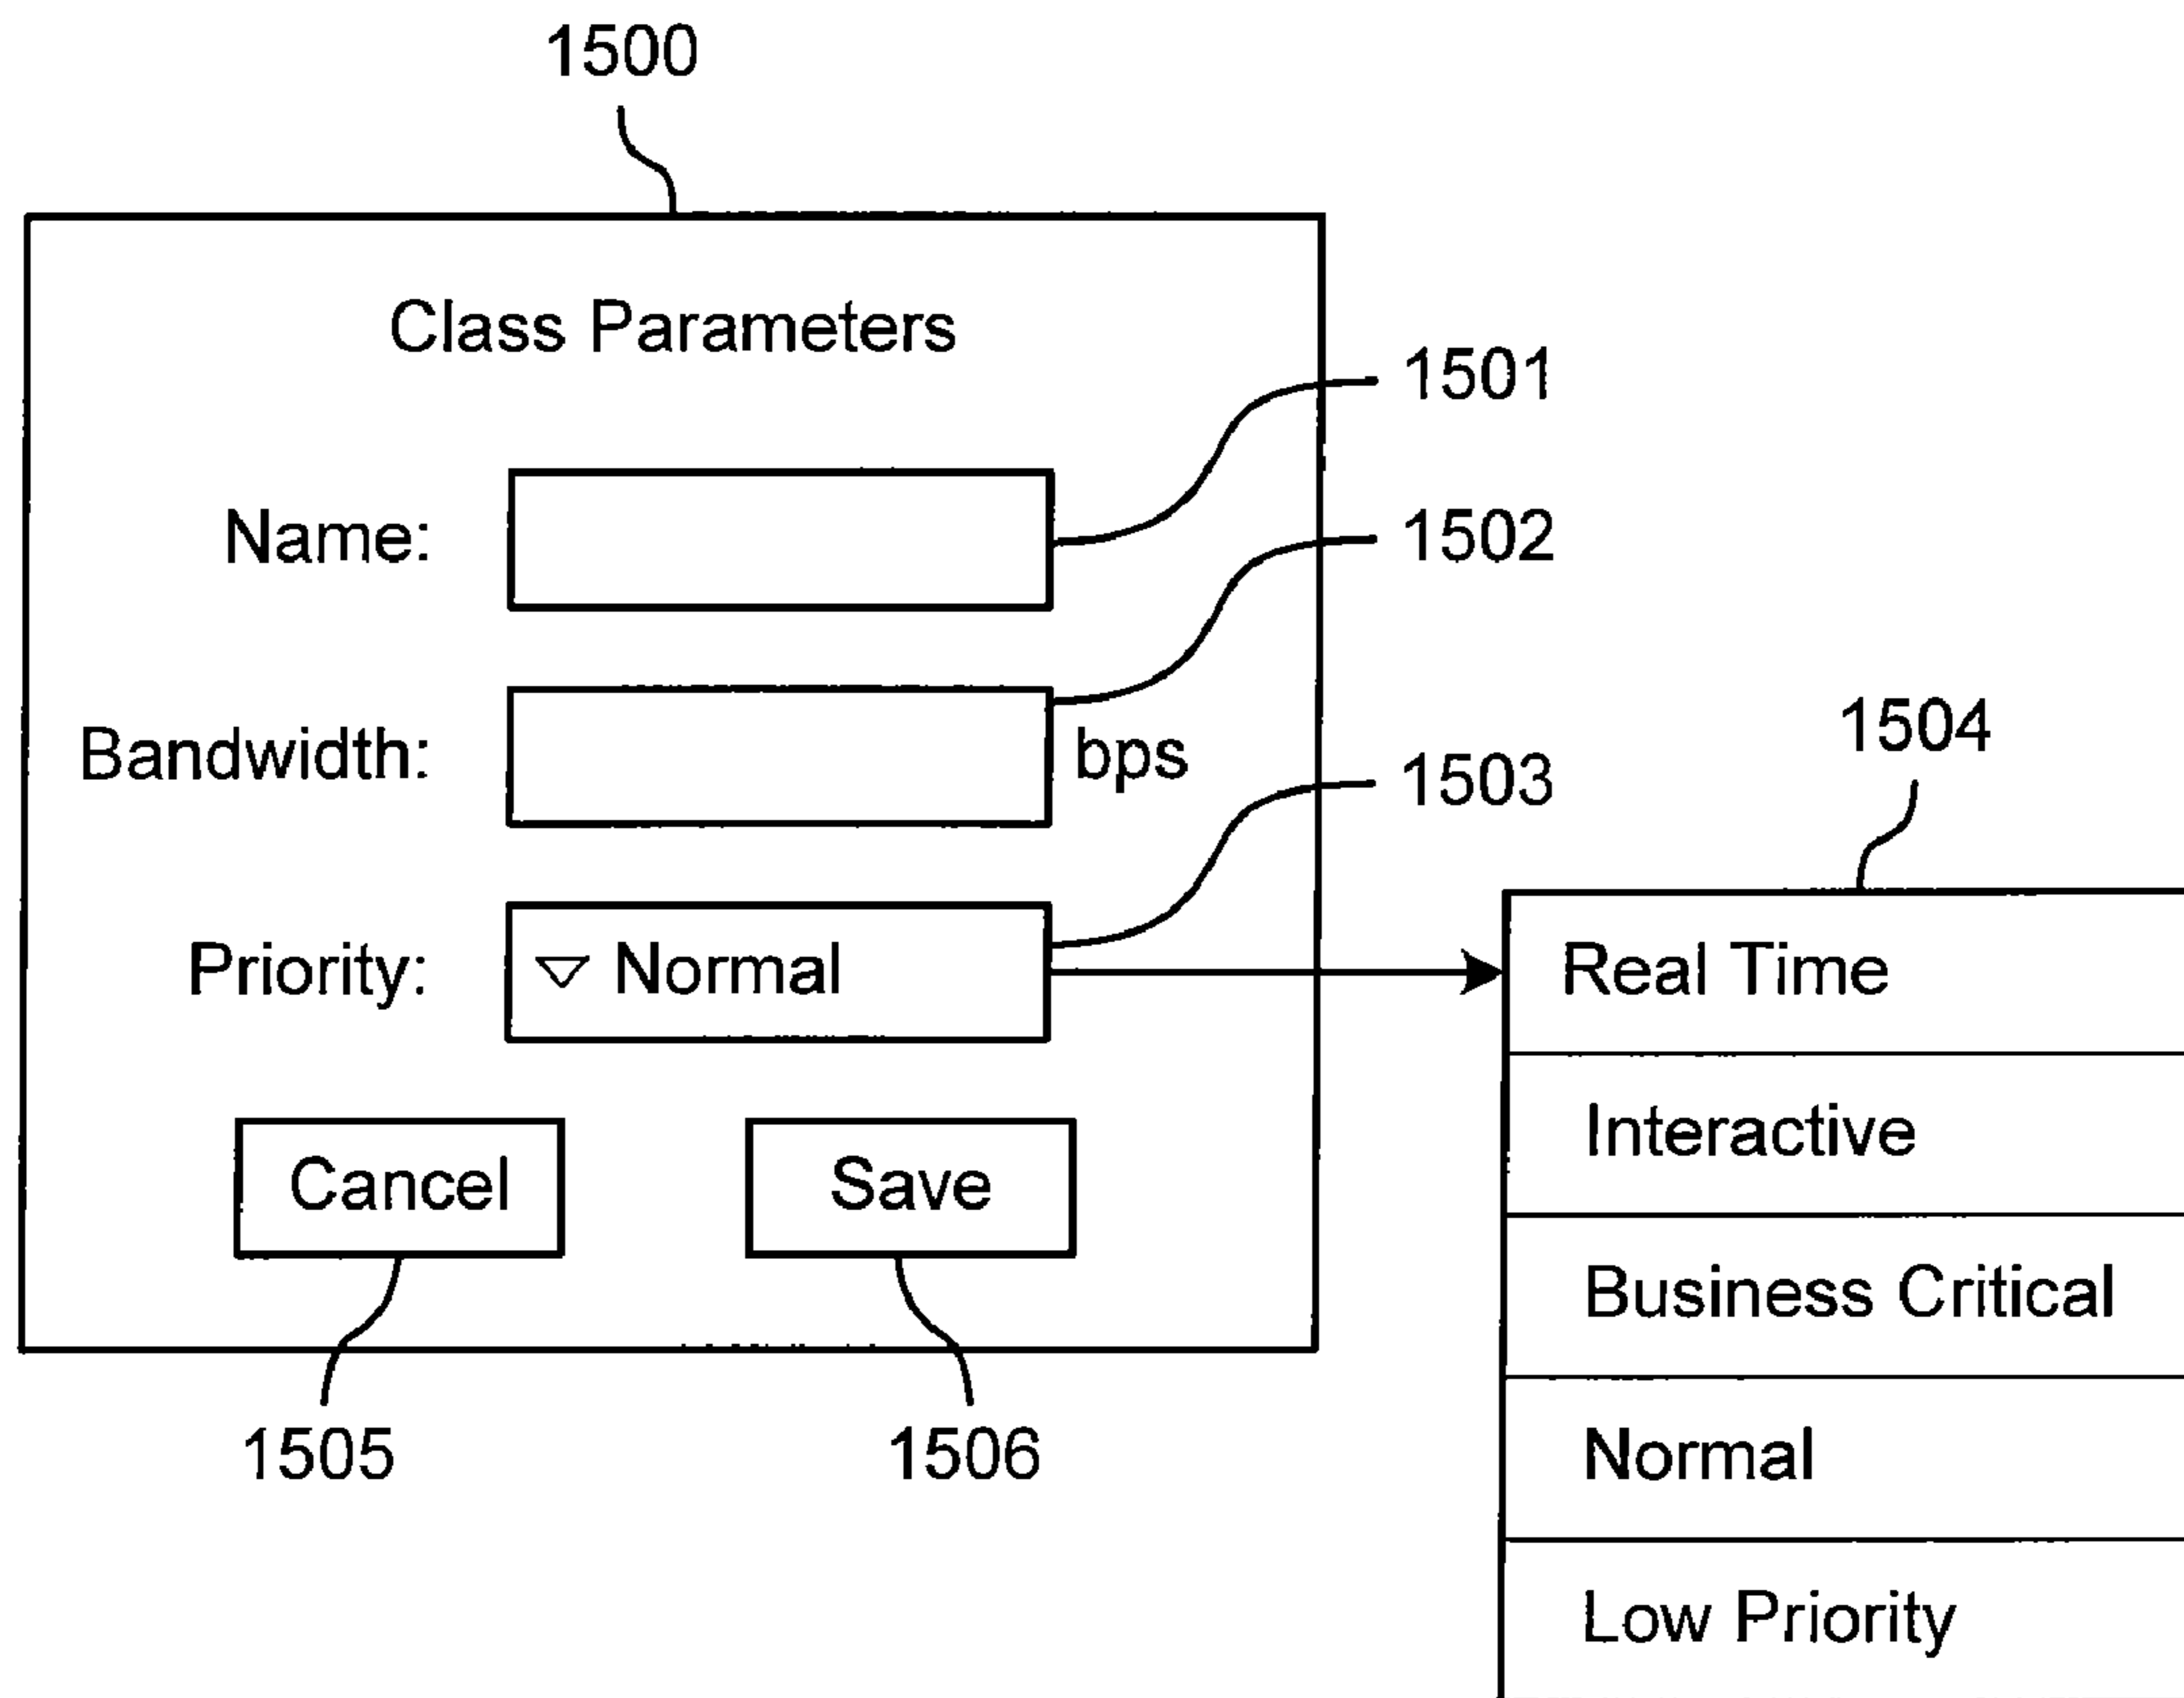 1500
Class Parameters
1501
Name:
1502
Bandwidth:
bps
1503
1504
Priority:
Normal
Real Time
Interactive
Cancel
Save
Business Critical
1505
1506
Normal
Low Priority